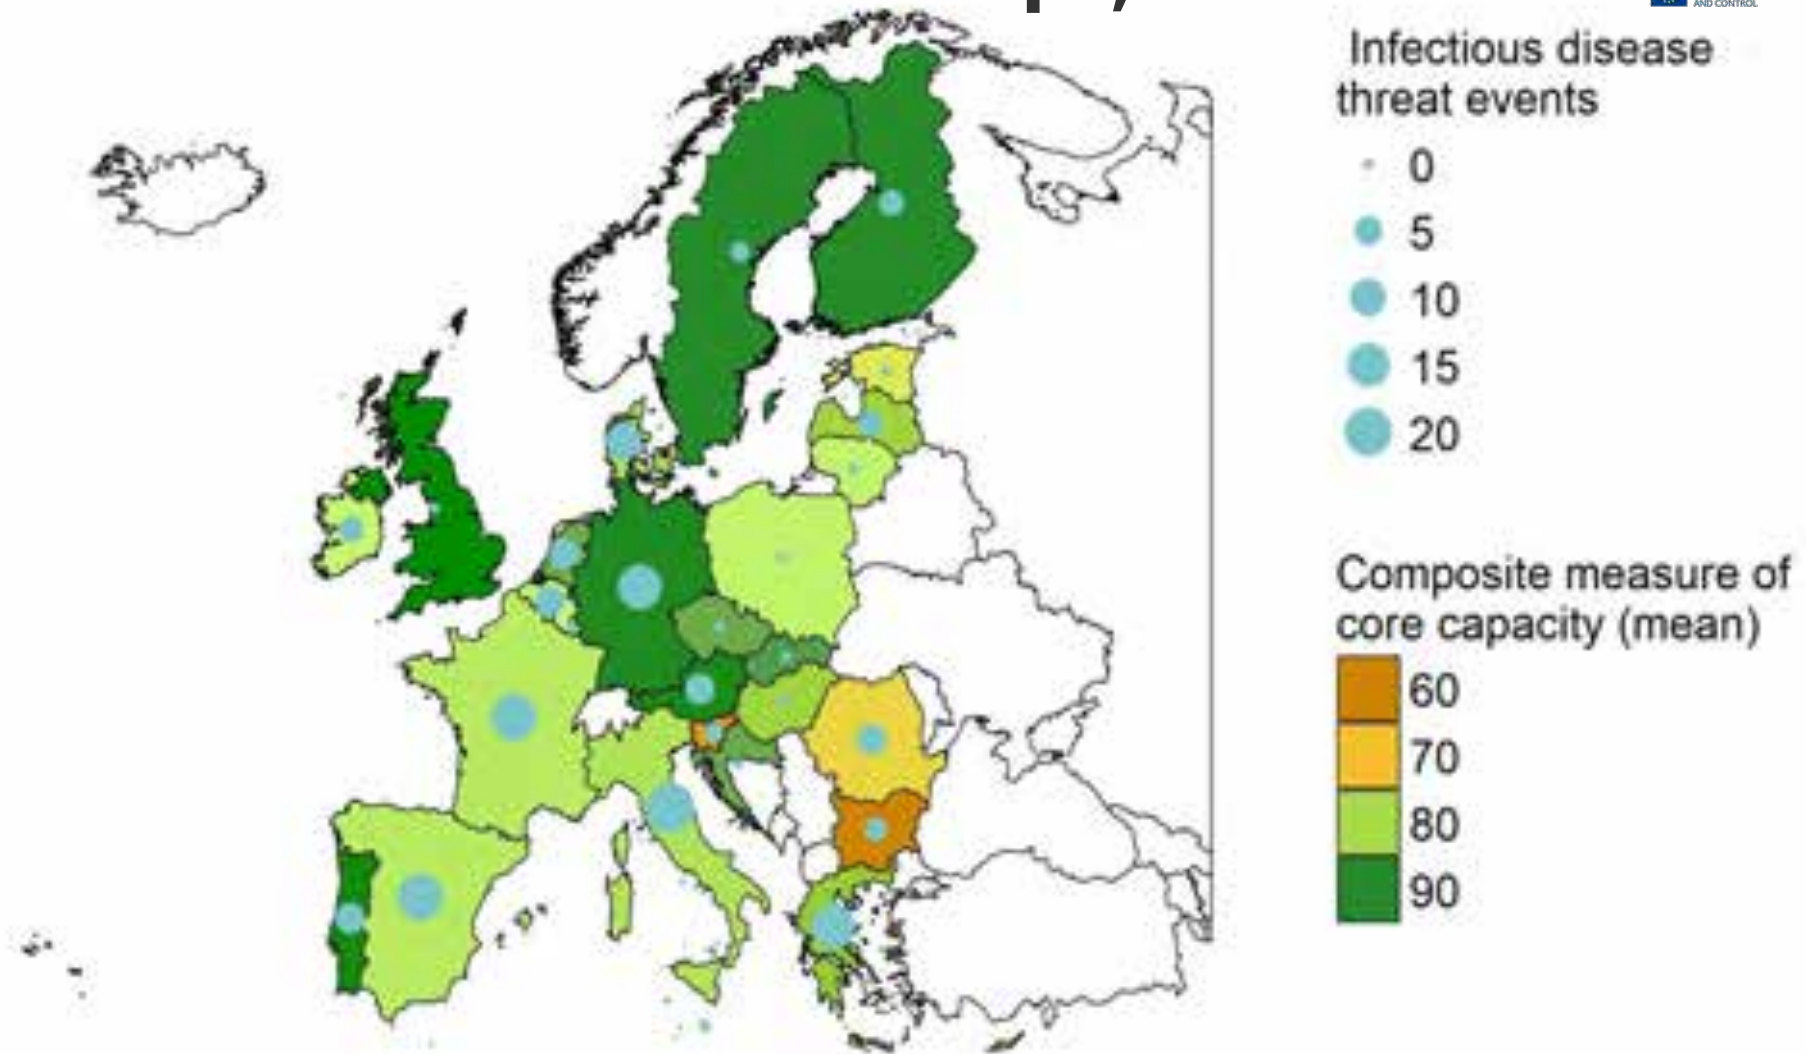 AND CONTROL
Infectious disease
threat events
0
5
10
15
20
Composite measure of
core capacity (mean)
60
70
80
90